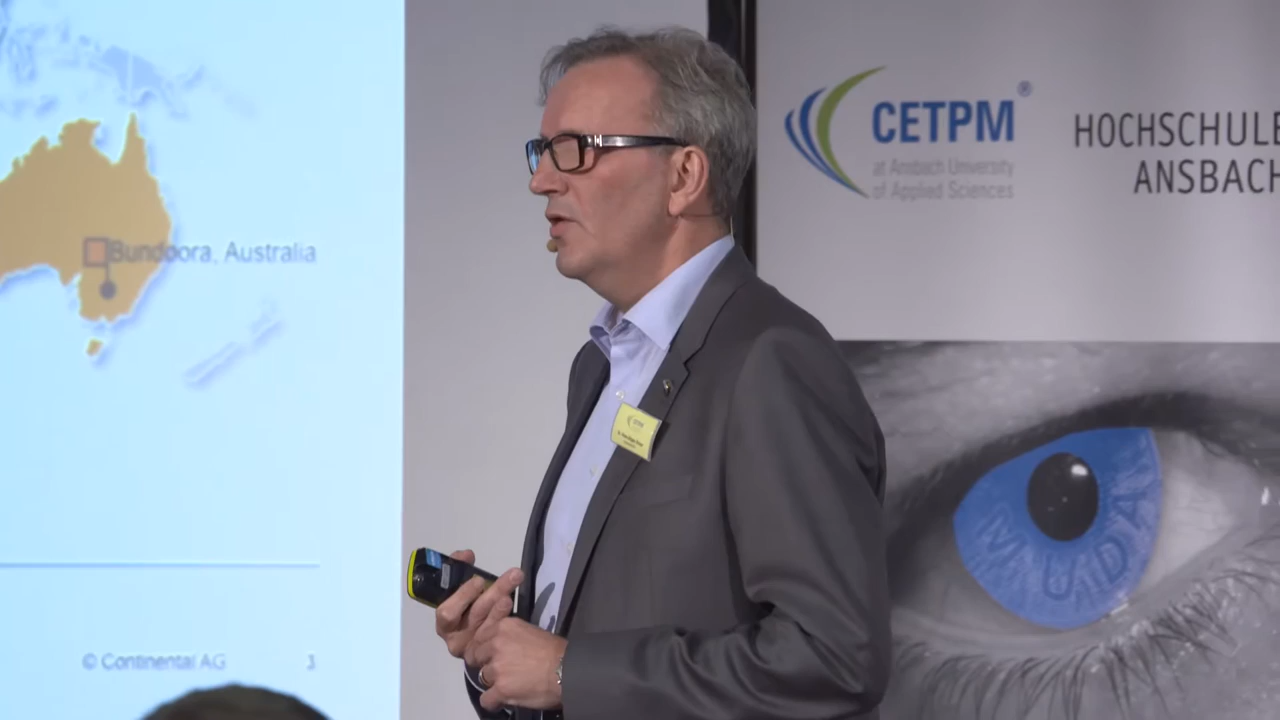 Bundoora, Australia
© Continental AG 3
CETPM®
at Ansbach University
of Applied Sciences
HOCHSCHULE
ANSBACH
MUDA